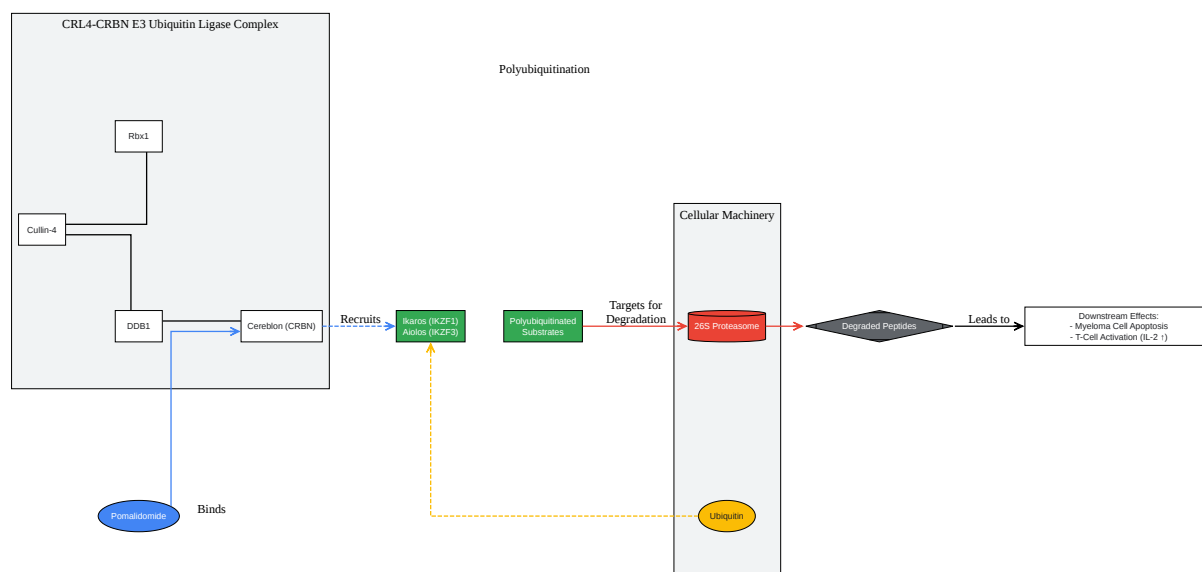 CRL4-CRBN E3 Ubiquitin Ligase Complex
Polyubiquitination
Rbx1
Cullin-4
Cellular Machinery
DDB1
Cereblon (CRBN)
Recruits
Ikaros (IKZF1)
Aiolos (IKZF3)
Polyubiquitinated
Substrates
Targets for
Degradation
26S Proteasome
Degraded Peptides
Leads to
Downstream Effects:
- Myeloma Cell Apoptosis
- T-Cell Activation (IL-2 ↑)
Pomalidomide
Binds
Ubiquitin